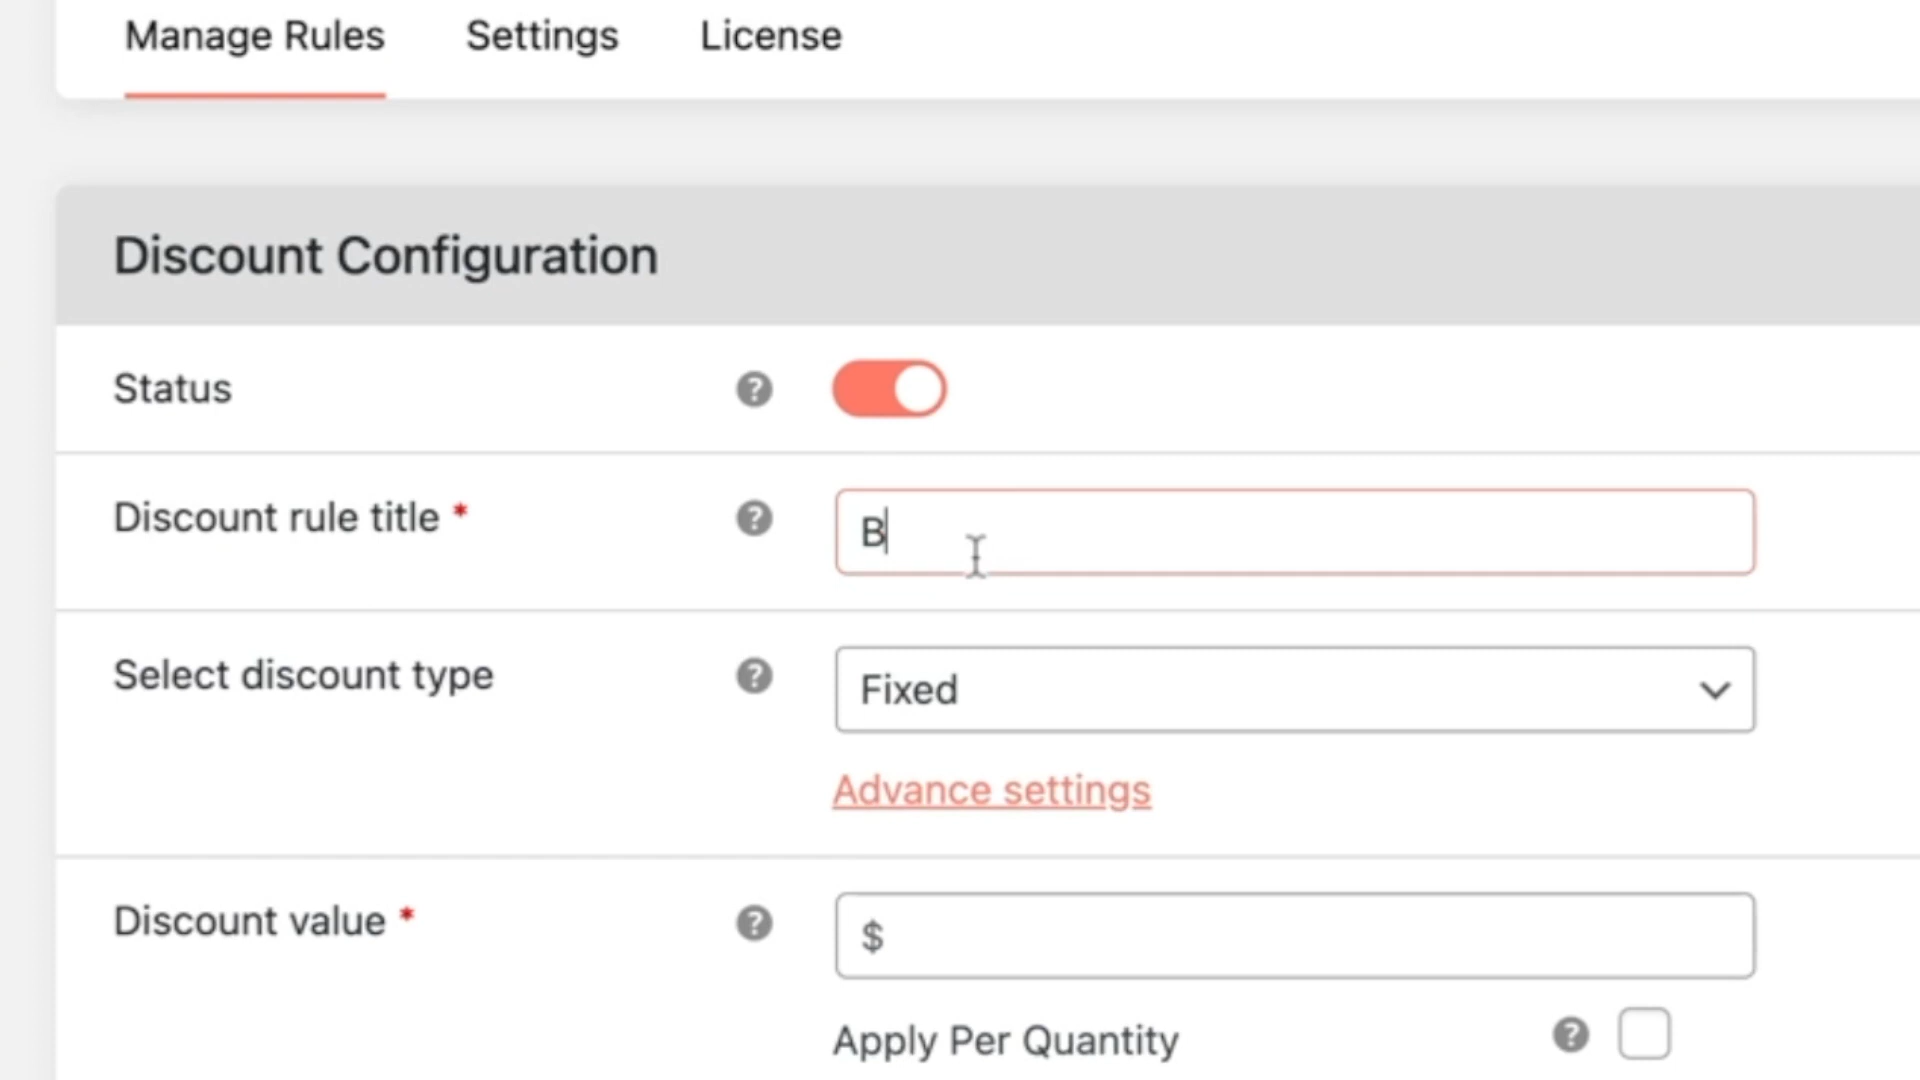 Manage Rules Settings License
Discount Configuration
Status ?
Discount rule title * ? B
Select discount type ? Fixed
Advance settings
Discount value * ? $
Apply Per Quantity ?